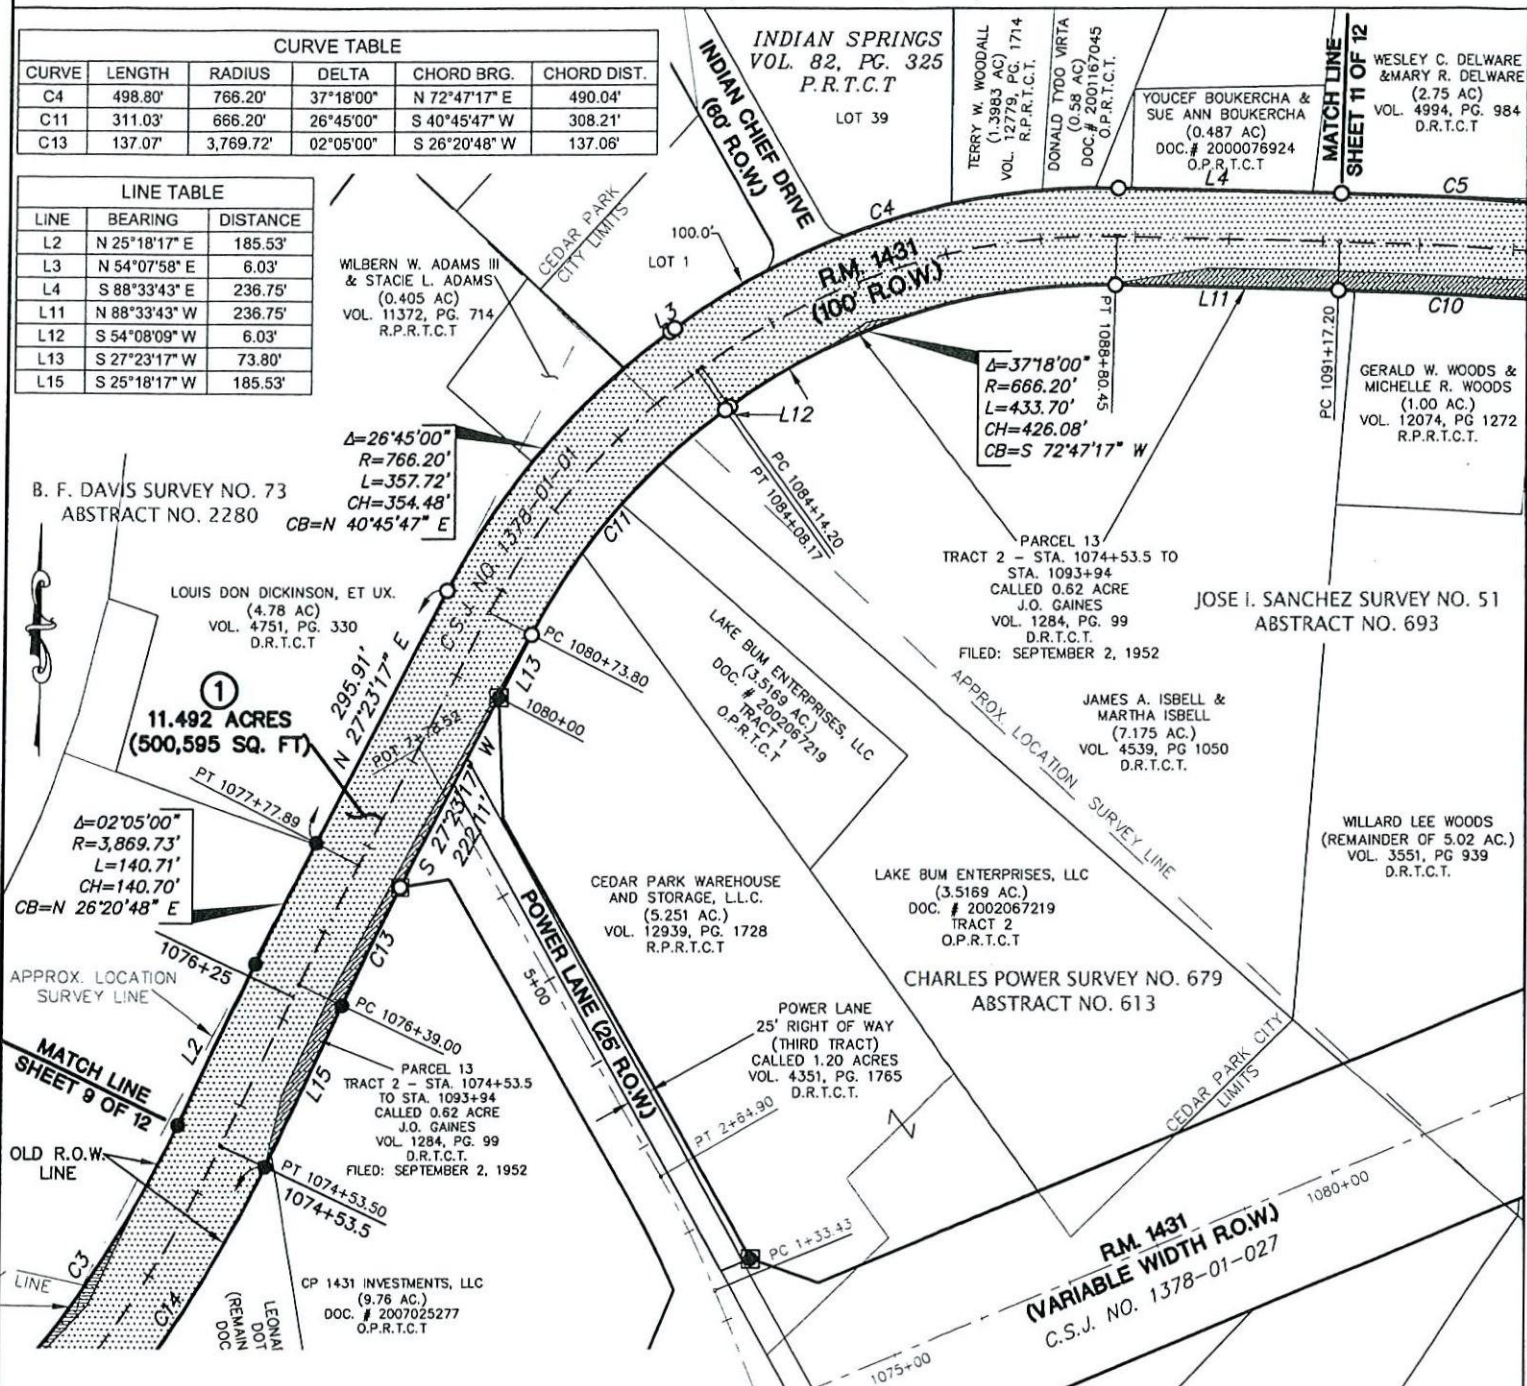 CURVE TABLE
CURVE LENGTH RADIUS DELTA CHORD BRG. CHORD DIST.
C4 498.80' 766.20' 37°18'00" N 72°47'17" E 490.04'
C11 311.03' 666.20' 26°45'00" S 40°45'47" W 308.21'
C13 137.07' 3,769.72' 02°05'00" S 26°20'48" W 137.06'
LINE TABLE
LINE BEARING DISTANCE
L2 N 25°18'17" E 185.53'
L3 N 54°07'58" E 6.03'
L4 S 88°33'43" E 236.75'
L11 N 88°33'43" W 236.75'
L12 S 54°08'09" W 6.03'
L13 S 27°23'17" W 73.80'
L15 S 25°18'17" W 185.53'
INDIAN SPRINGS
VOL. 82, PG. 325
P.R.T.C.T
LOT 39
INDIAN CHIEF DRIVE
(60' R.O.W.)
TERRY W. WOODALL
(1.3983 AC)
VOL. 12779, PG. 1714
R.P.R.T.C.T.
DONALD TYDO VIRTA
(0.58 AC)
DOC.# 2001167045
O.P.R.T.C.T.
YOUCEF BOUKERCHA &
SUE ANN BOUKERCHA
(0.487 AC)
DOC.# 2000076924
O.P.R.T.C.T
MATCH LINE
SHEET 11 OF 12
WESLEY C. DELWARE
&MARY R. DELWARE
(2.75 AC)
VOL. 4994, PG. 984
D.R.T.C.T
L4
C5
C4
CEDAR PARK
CITY LIMITS
100.0'
LOT 1
WILBERN W. ADAMS III
& STACIE L. ADAMS
(0.405 AC)
VOL. 11372, PG. 714
R.P.R.T.C.T
L3
R.M. 1431
(100' R.O.W.)
L11
C10
PT 1088+80.45
PC 1091+17.20
Δ=37°18'00"
R=666.20'
L=433.70'
CH=426.08'
CB=S 72°47'17" W
GERALD W. WOODS &
MICHELLE R. WOODS
(1.00 AC.)
VOL. 12074, PG 1272
R.P.R.T.C.T.
L12
PC 1084+14.20
PT 1084+08.17
Δ=26°45'00"
R=766.20'
L=357.72'
CH=354.48'
CB=N 40°45'47" E
C.S.J. NO. 1378-01-01
C11
B. F. DAVIS SURVEY NO. 73
ABSTRACT NO. 2280
PARCEL 13
TRACT 2 - STA. 1074+53.5 TO
STA. 1093+94
CALLED 0.62 ACRE
J.O. GAINES
VOL. 1284, PG. 99
D.R.T.C.T.
FILED: SEPTEMBER 2, 1952
JOSE I. SANCHEZ SURVEY NO. 51
ABSTRACT NO. 693
LOUIS DON DICKINSON, ET UX.
(4.78 AC)
VOL. 4751, PG. 330
D.R.T.C.T
295.91'
N 27°23'17" E
PC 1080+73.80
L13
1080+00
LAKE BUM ENTERPRISES, LLC
(3.5169 AC.)
DOC. # 2002067219
TRACT 1
O.P.R.T.C.T
APPROX. LOCATION SURVEY LINE
JAMES A. ISBELL &
MARTHA ISBELL
(7.175 AC.)
VOL. 4539, PG 1050
D.R.T.C.T.
1
11.492 ACRES
(500,595 SQ. FT)
POT 7+78.52
S 27°23'17" W
222.11'
PT 1077+77.89
Δ=02°05'00"
R=3,869.73'
L=140.71'
CH=140.70'
CB=N 26°20'48" E
WILLARD LEE WOODS
(REMAINDER OF 5.02 AC.)
VOL. 3551, PG 939
D.R.T.C.T.
CEDAR PARK WAREHOUSE
AND STORAGE, L.L.C.
(5.251 AC.)
VOL. 12939, PG. 1728
R.P.R.T.C.T
LAKE BUM ENTERPRISES, LLC
(3.5169 AC.)
DOC. # 2002067219
TRACT 2
O.P.R.T.C.T
CHARLES POWER SURVEY NO. 679
ABSTRACT NO. 613
POWER LANE (25' R.O.W.)
5+00
C13
1076+25
APPROX. LOCATION
SURVEY LINE
L2
PC 1076+39.00
MATCH LINE
SHEET 9 OF 12
L15
PARCEL 13
TRACT 2 - STA. 1074+53.5
TO STA. 1093+94
CALLED 0.62 ACRE
J.O. GAINES
VOL. 1284, PG. 99
D.R.T.C.T.
FILED: SEPTEMBER 2, 1952
POWER LANE
25' RIGHT OF WAY
(THIRD TRACT)
CALLED 1.20 ACRES
VOL. 4351, PG. 1765
D.R.T.C.T.
PT 2+64.90
CEDAR PARK CITY
LIMITS
OLD R.O.W.
LINE
PT 1074+53.50
1074+53.5
1080+00
PC 1+33.43
R.M. 1431
(VARIABLE WIDTH R.O.W.)
C.S.J. NO. 1378-01-027
C3
LINE
C14
CP 1431 INVESTMENTS, LLC
(9.76 AC.)
DOC. # 2007025277
O.P.R.T.C.T
LEONA
DOT
(REMAIN
DOC
1075+00